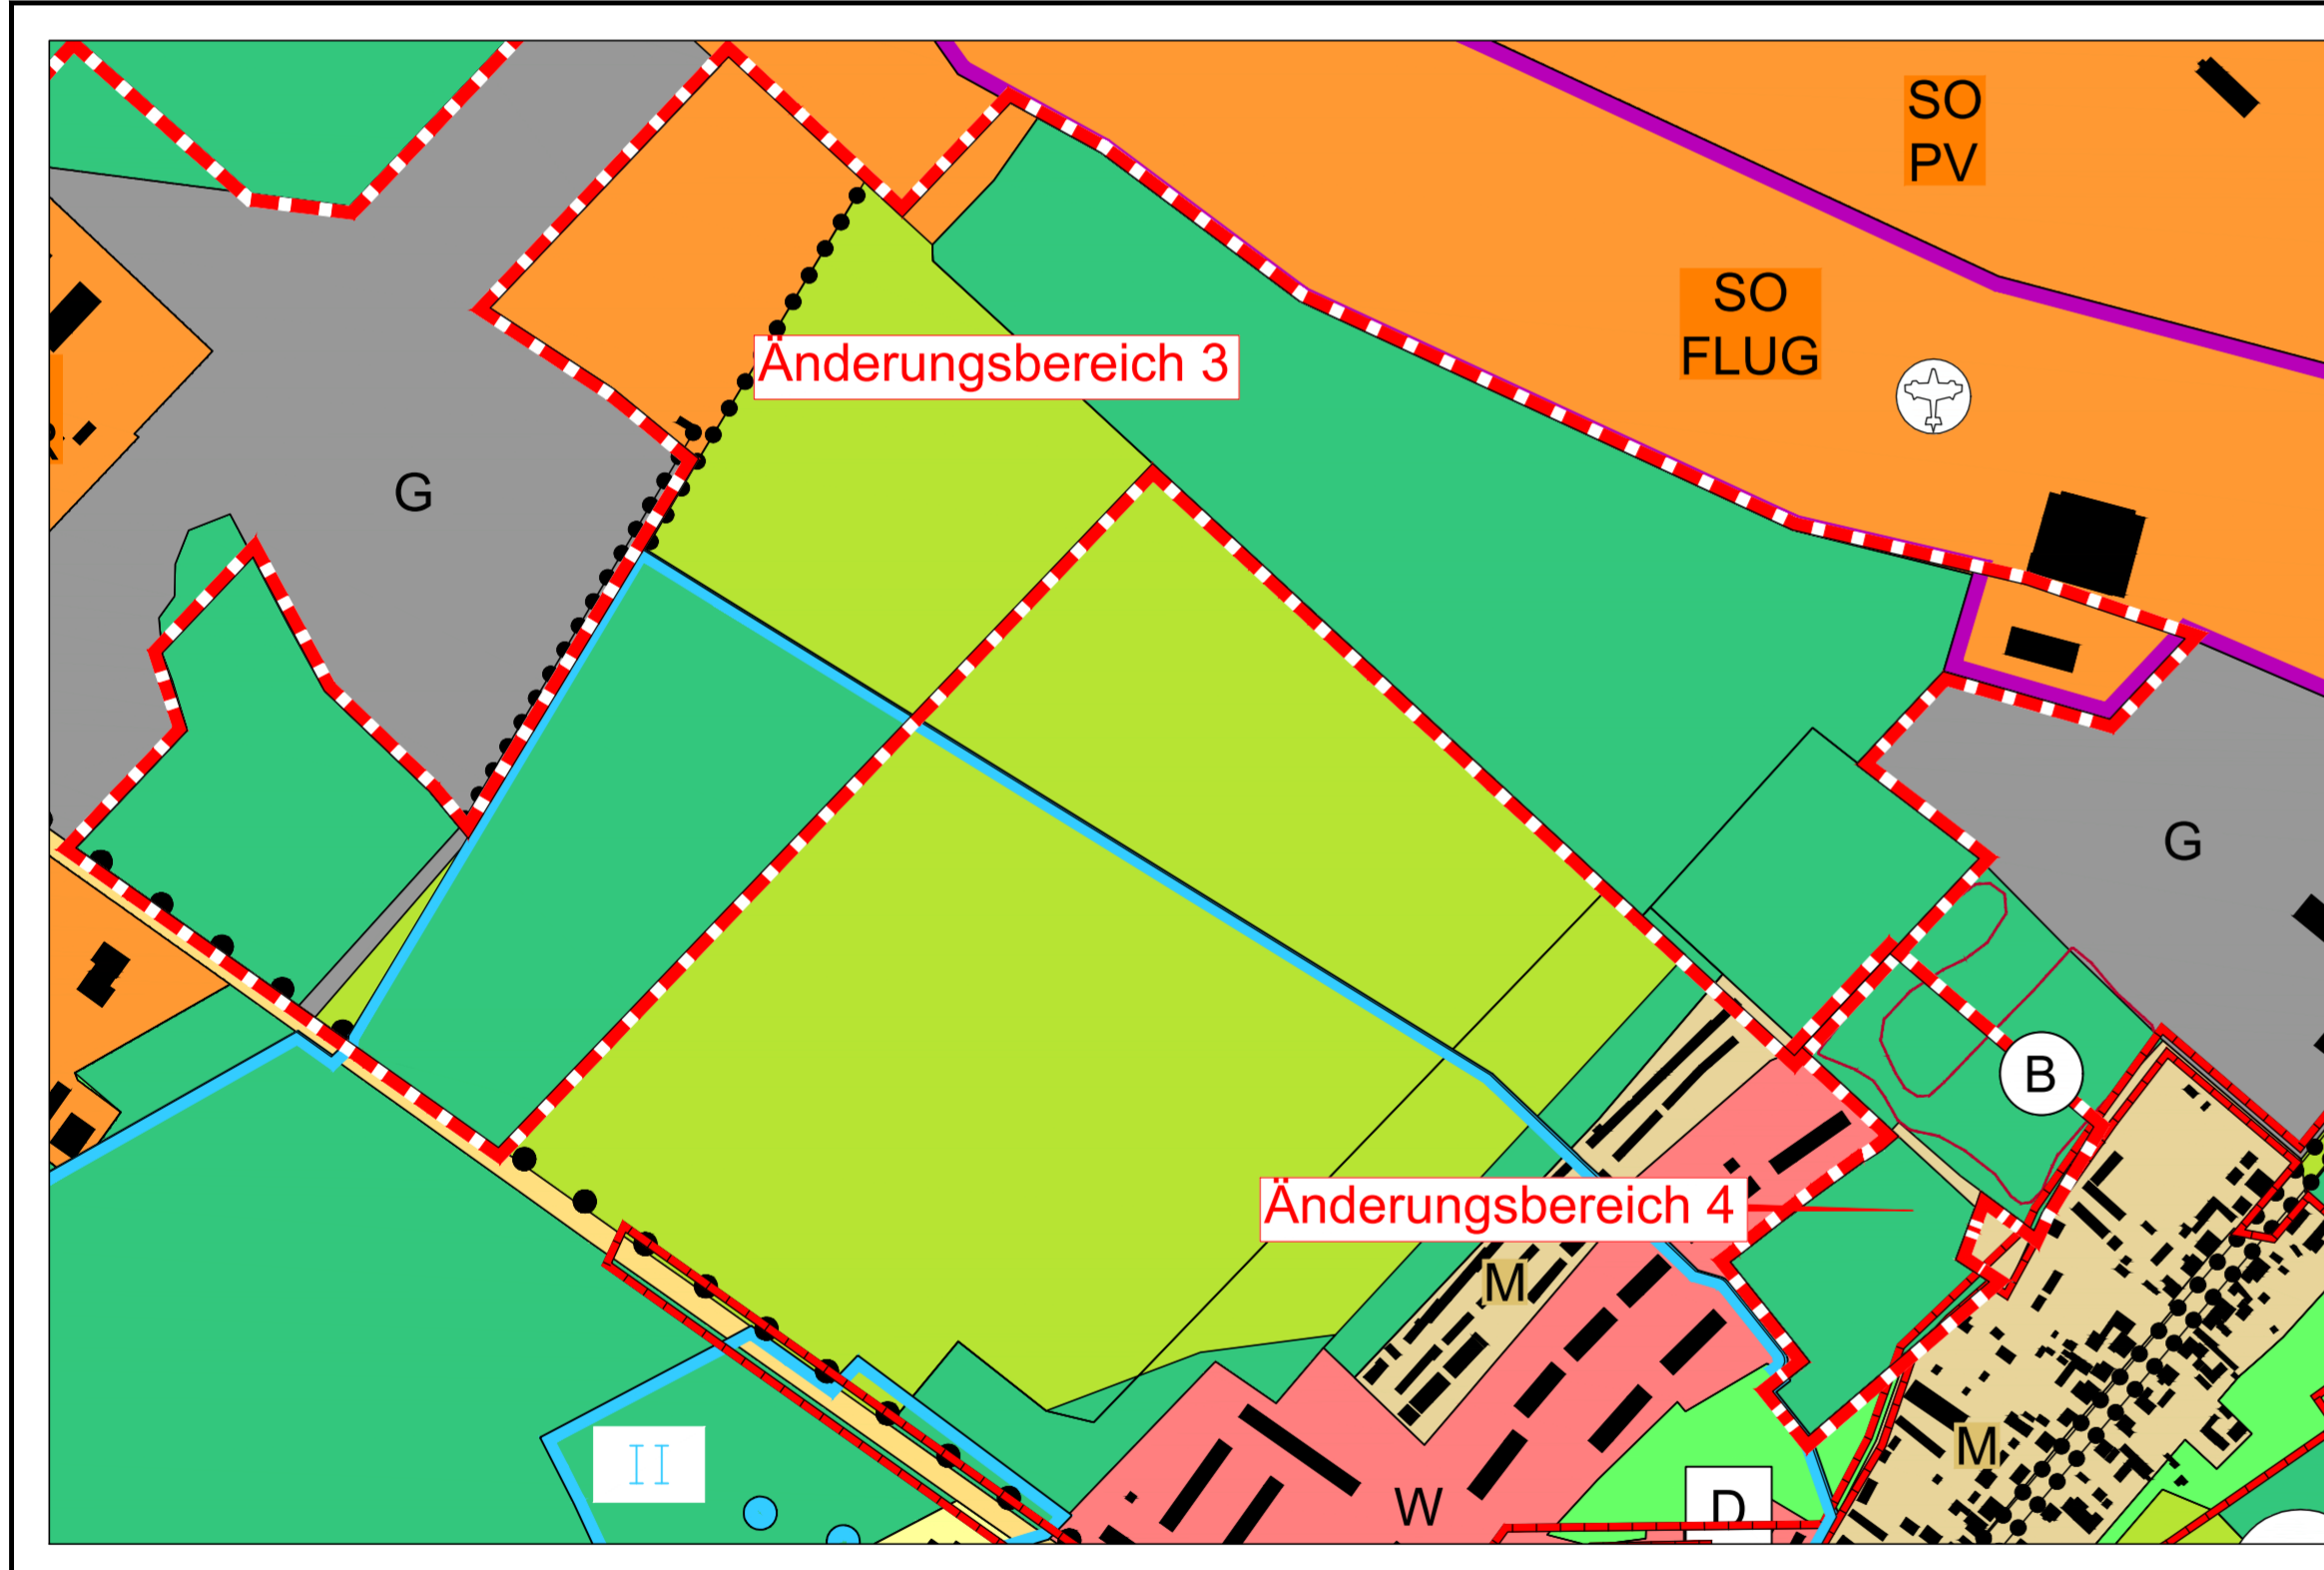 SO
PV
SO
FLUG
Änderungsbereich 3
G
G
B
Änderungsbereich 4
M
M
II
W
D